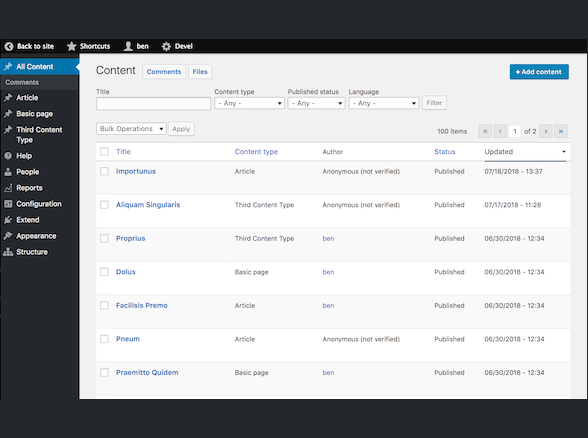 Back to site Shortcuts ben Devel
All Content
Comments
Article
Basic page
Third Content
Type
Help
People
Reports
Configuration
Extend
Appearance
Structure
Content Comments Files + Add content
Title Content type Published status Language
- Any - - Any - - Any - Filter
Bulk Operations Apply 100 items « ‹ 1 of 2 › »
Title Content type Author Status Updated
Importunus Article Anonymous (not verified) Published 07/18/2018 - 13:37
Aliquam Singularis Third Content Type Anonymous (not verified) Published 07/17/2018 - 11:28
Proprius Third Content Type ben Published 06/30/2018 - 12:34
Dolus Basic page ben Published 06/30/2018 - 12:34
Facilisis Premo Article ben Published 06/30/2018 - 12:34
Pneum Article Anonymous (not verified) Published 06/30/2018 - 12:34
Praemitto Quidem Basic page ben Published 06/30/2018 - 12:34